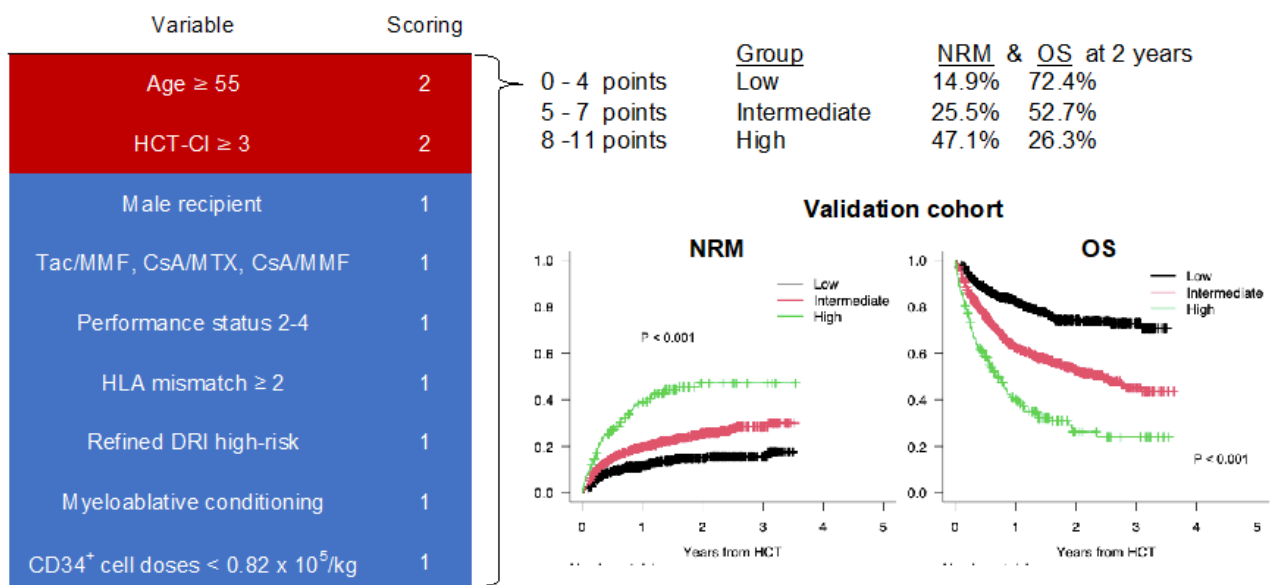 Variable Scoring
Age ≥ 55 2
HCT-CI ≥ 3 2
Male recipient 1
Tac/MMF, CsA/MTX, CsA/MMF 1
Performance status 2-4 1
HLA mismatch ≥ 2 1
Refined DRI high-risk 1
Myeloablative conditioning 1
CD34⁺ cell doses < 0.82 x 10⁵/kg 1
Group NRM & OS at 2 years
0 - 4 points Low 14.9% 72.4%
5 - 7 points Intermediate 25.5% 52.7%
8 -11 points High 47.1% 26.3%
Validation cohort
NRM
1.0
0.8
0.6
0.4
0.2
0.0
Low
Intermediate
High
P < 0.001
0 1 2 3 4 5
Years from HCT
OS
1.0
0.8
0.6
0.4
0.2
0.0
Low
Intermediate
High
P < 0.001
0 1 2 3 4 5
Years from HCT